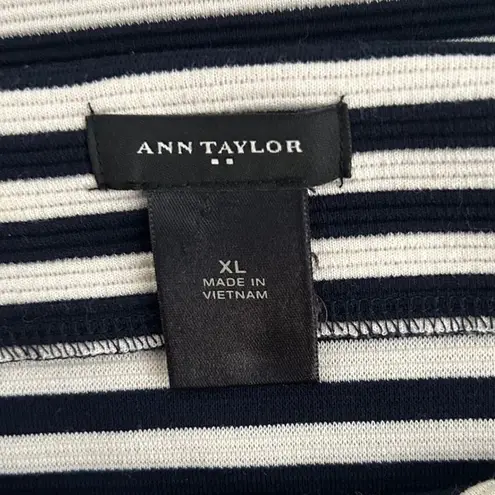 ANN TAYLOR
XL
MADE IN
VIETNAM